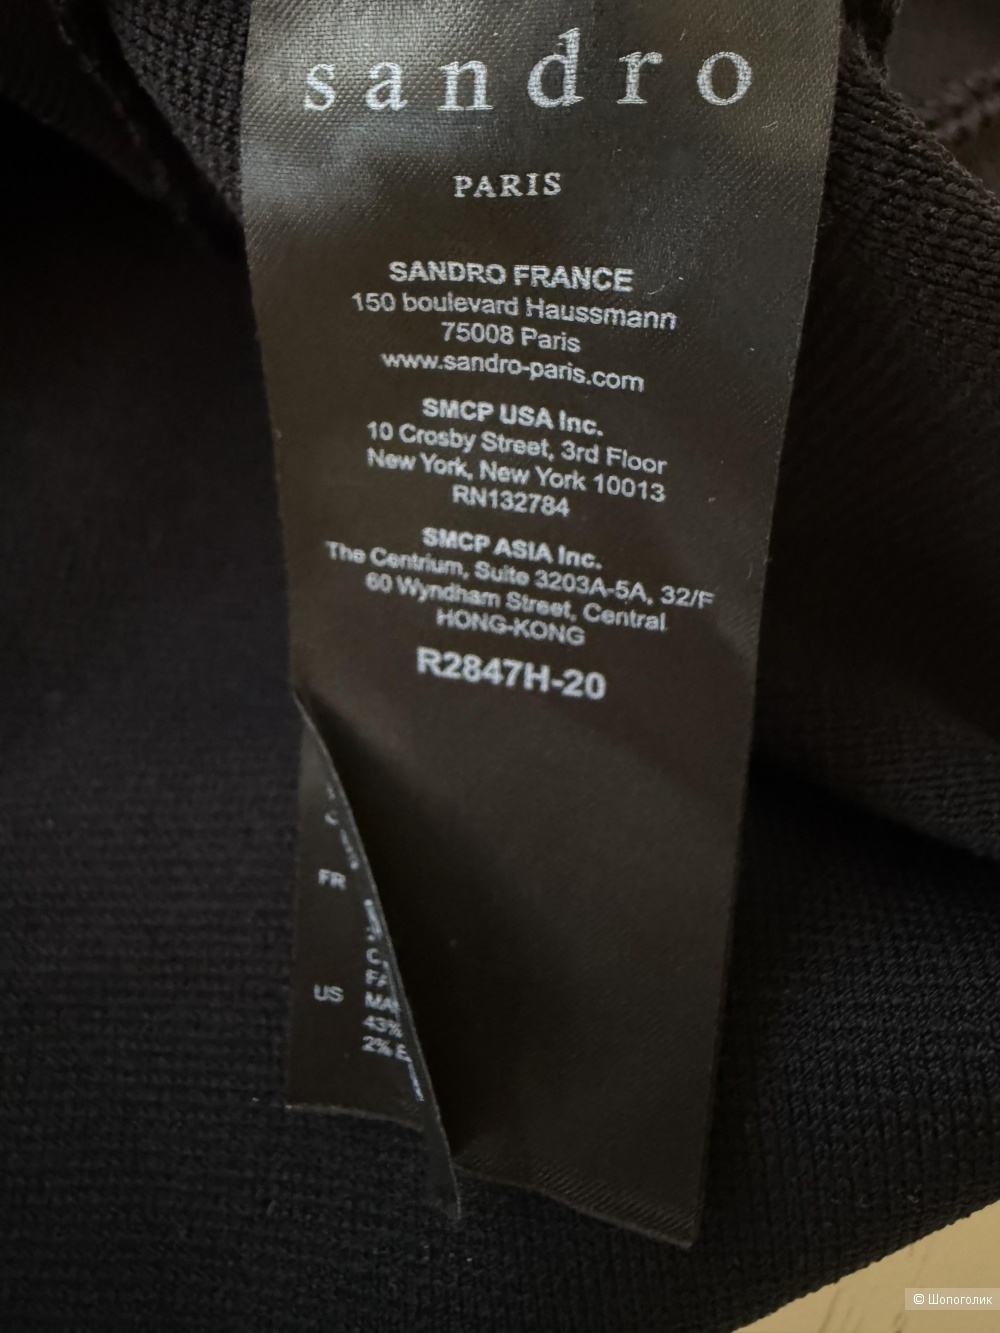 sandro
PARIS
SANDRO FRANCE
150 boulevard Haussmann
75008 Paris
www.sandro-paris.com
SMCP USA Inc.
10 Crosby Street, 3rd Floor
New York, New York 10013
RN132784
SMCP ASIA Inc.
The Centrium, Suite 3203A-5A, 32/F
60 Wyndham Street, Central
HONG-KONG
R2847H-20
FR
US
43%
2%
© Шопоголик